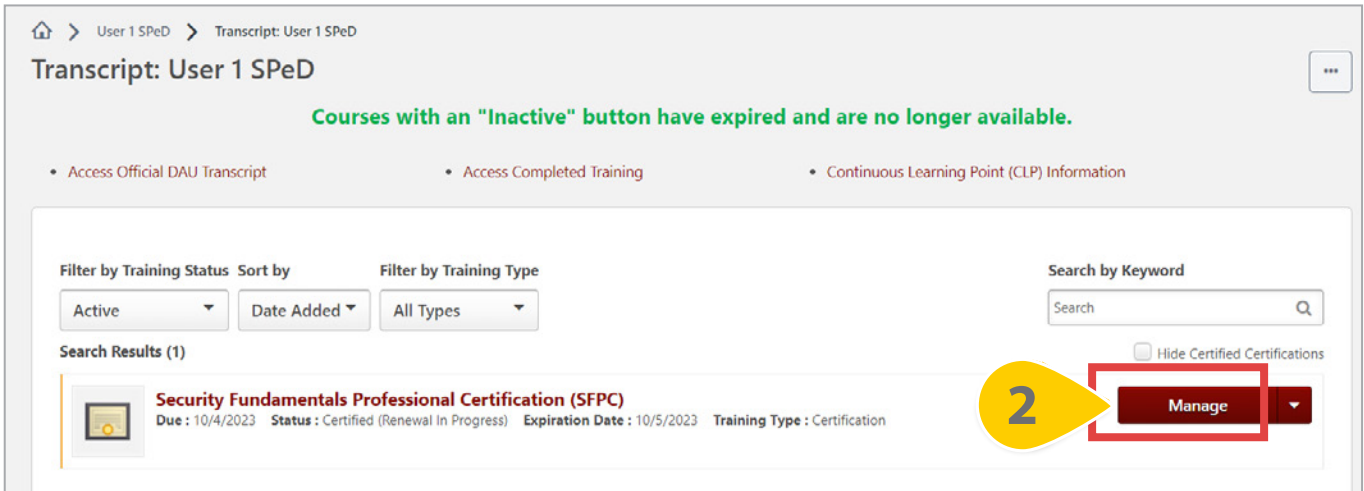 User 1 SPeD Transcript: User 1 SPeD
Transcript: User 1 SPeD
Courses with an "Inactive" button have expired and are no longer available.
• Access Official DAU Transcript • Access Completed Training • Continuous Learning Point (CLP) Information
Filter by Training Status Sort by Filter by Training Type Search by Keyword
Active Date Added All Types Search
Search Results (1) Hide Certified Certifications
Security Fundamentals Professional Certification (SFPC)
Due : 10/4/2023 Status : Certified (Renewal In Progress) Expiration Date : 10/5/2023 Training Type : Certification
2 Manage